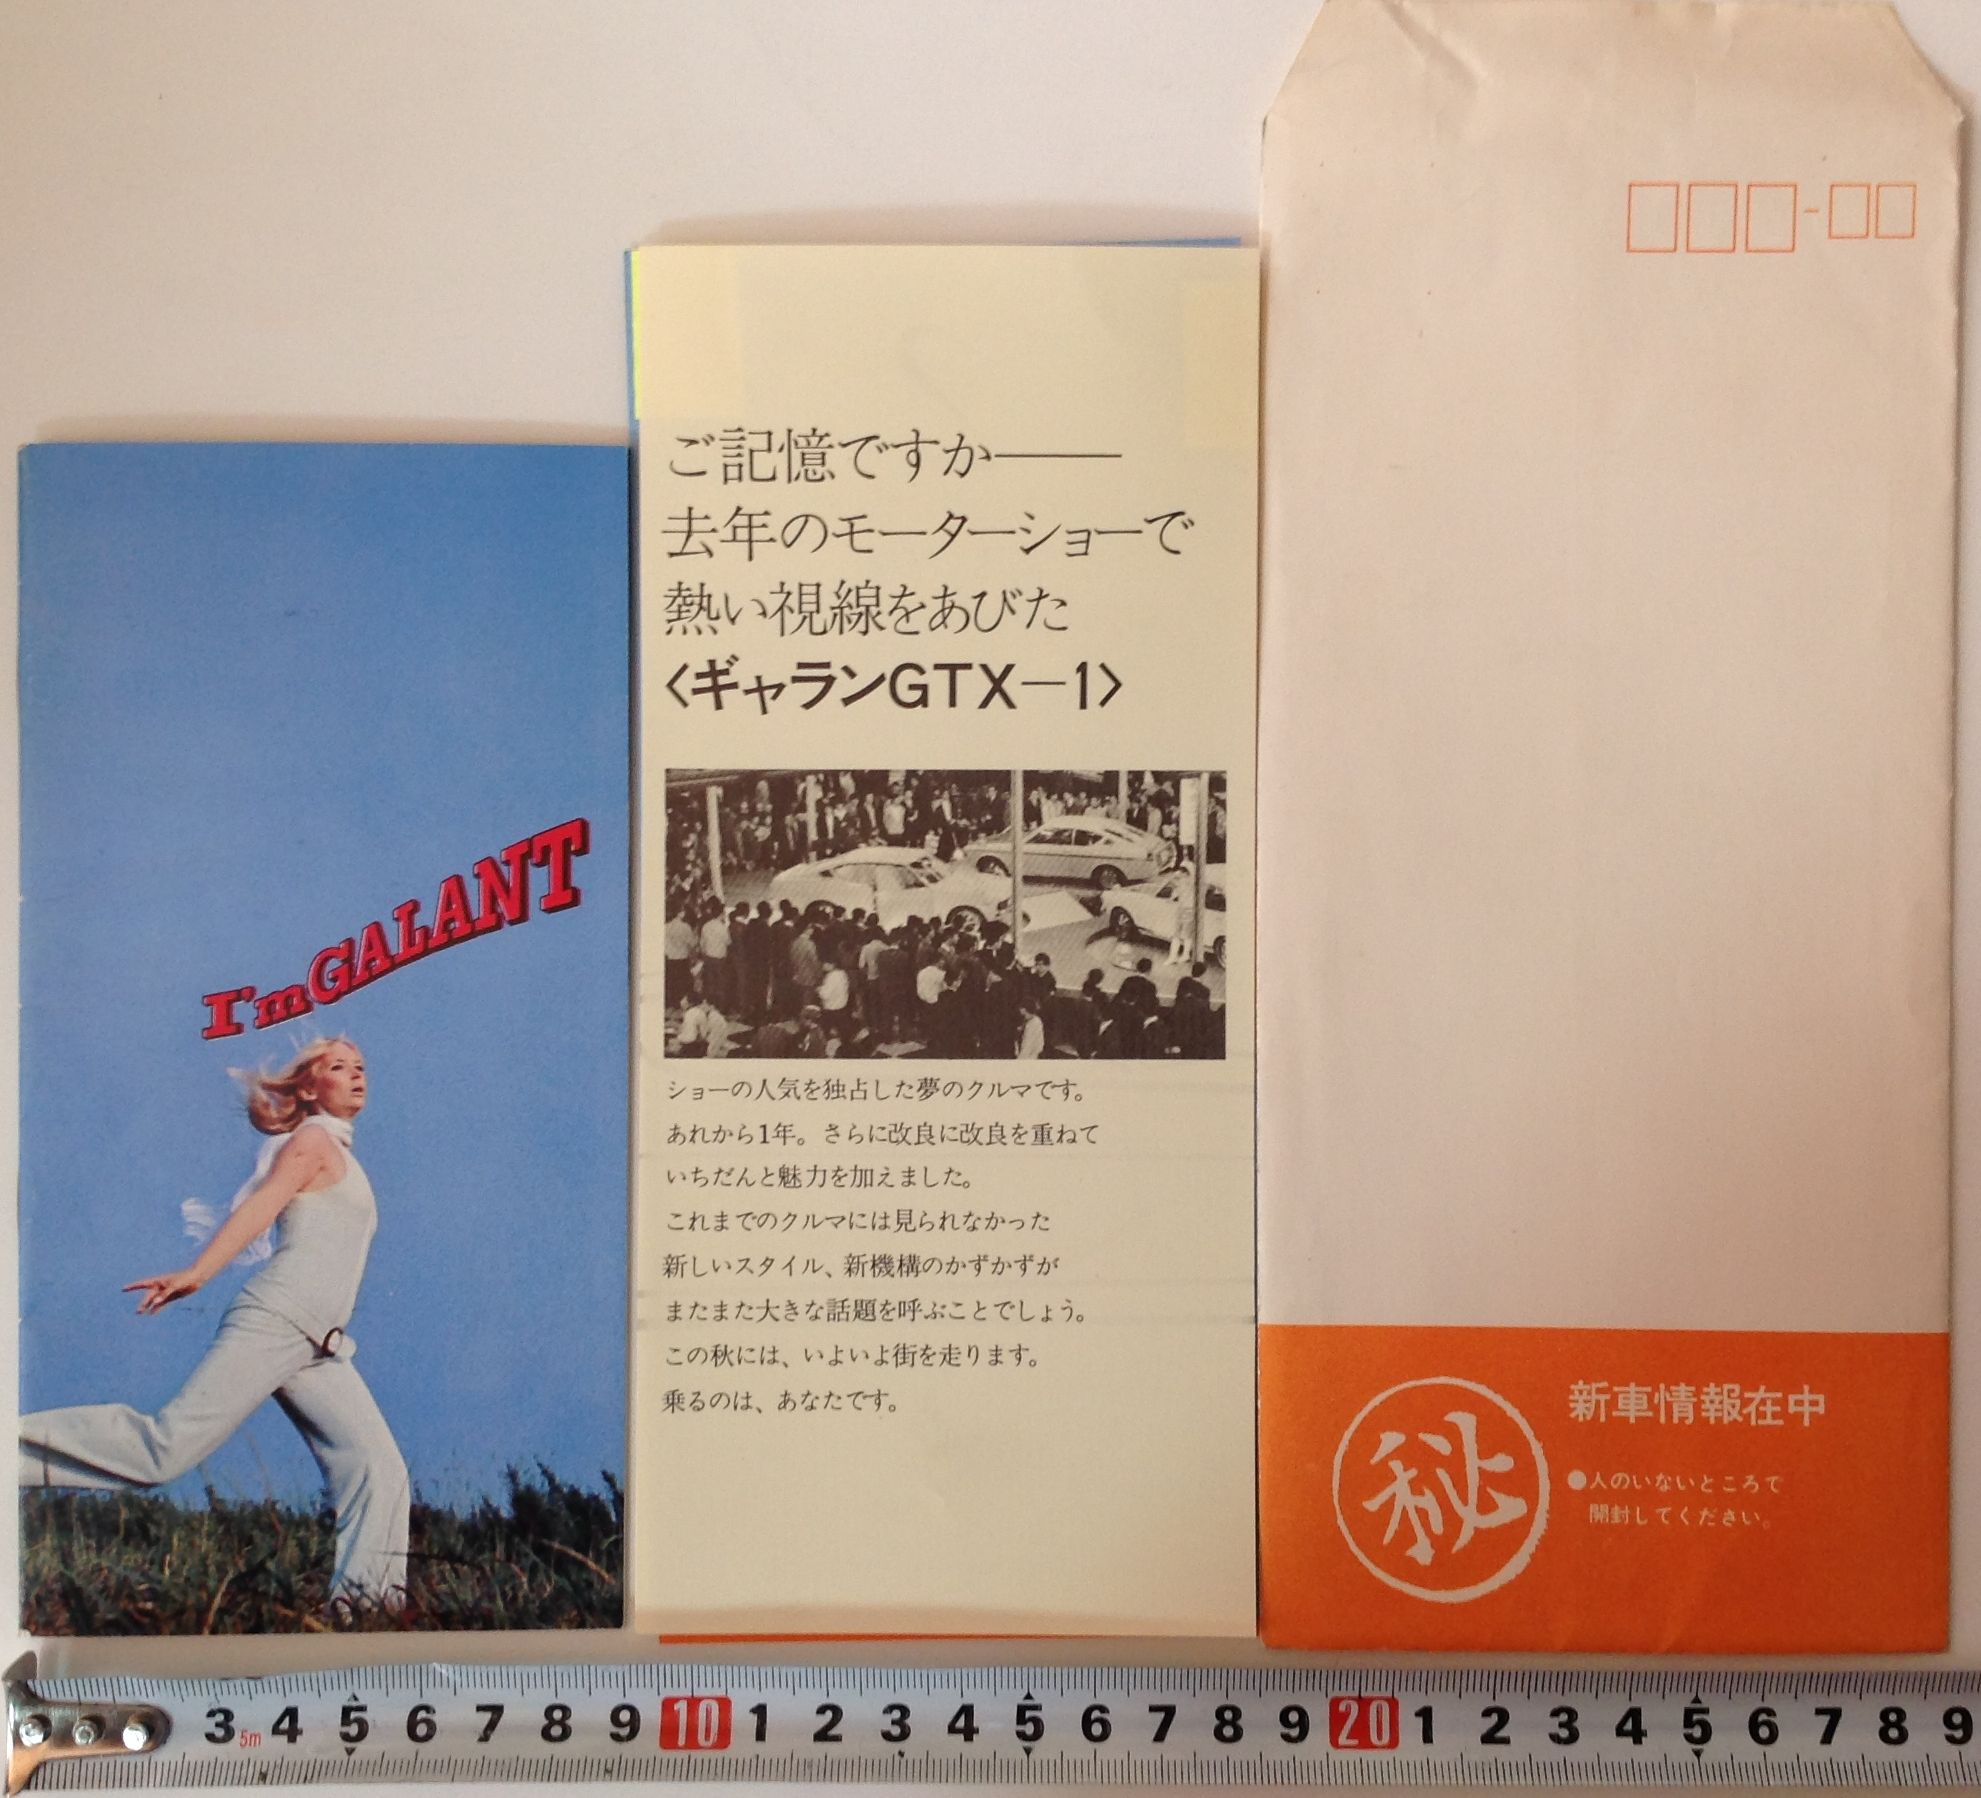 I'm GALANT
ご記憶ですか――
去年のモーターショーで
熱い視線をあびた
〈ギャランGTX―1〉
ショーの人気を独占した夢のクルマです。
あれから1年。さらに改良に改良を重ねて
いちだんと魅力を加えました。
これまでのクルマには見られなかった
新しいスタイル、新機構のかずかずが
またまた大きな話題を呼ぶことでしょう。
この秋には、いよいよ街を走ります。
乗るのは、あなたです。
秘
新車情報在中
●人のいないところで
開封してください。
3 5m 4 5 6 7 8 9 10 1 2 3 4 5 6 7 8 9 20 1 2 3 4 5 6 7 8 9